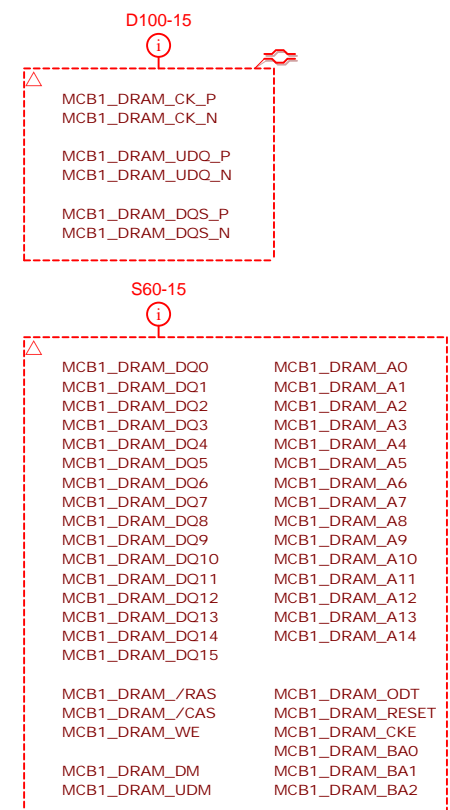 D100-15
i
MCB1_DRAM_CK_P
MCB1_DRAM_CK_N
MCB1_DRAM_UDQ_P
MCB1_DRAM_UDQ_N
MCB1_DRAM_DQS_P
MCB1_DRAM_DQS_N
S60-15
i
MCB1_DRAM_DQ0 MCB1_DRAM_A0
MCB1_DRAM_DQ1 MCB1_DRAM_A1
MCB1_DRAM_DQ2 MCB1_DRAM_A2
MCB1_DRAM_DQ3 MCB1_DRAM_A3
MCB1_DRAM_DQ4 MCB1_DRAM_A4
MCB1_DRAM_DQ5 MCB1_DRAM_A5
MCB1_DRAM_DQ6 MCB1_DRAM_A6
MCB1_DRAM_DQ7 MCB1_DRAM_A7
MCB1_DRAM_DQ8 MCB1_DRAM_A8
MCB1_DRAM_DQ9 MCB1_DRAM_A9
MCB1_DRAM_DQ10 MCB1_DRAM_A10
MCB1_DRAM_DQ11 MCB1_DRAM_A11
MCB1_DRAM_DQ12 MCB1_DRAM_A12
MCB1_DRAM_DQ13 MCB1_DRAM_A13
MCB1_DRAM_DQ14 MCB1_DRAM_A14
MCB1_DRAM_DQ15
MCB1_DRAM_/RAS MCB1_DRAM_ODT
MCB1_DRAM_/CAS MCB1_DRAM_RESET
MCB1_DRAM_WE MCB1_DRAM_CKE
MCB1_DRAM_BA0
MCB1_DRAM_DM MCB1_DRAM_BA1
MCB1_DRAM_UDM MCB1_DRAM_BA2